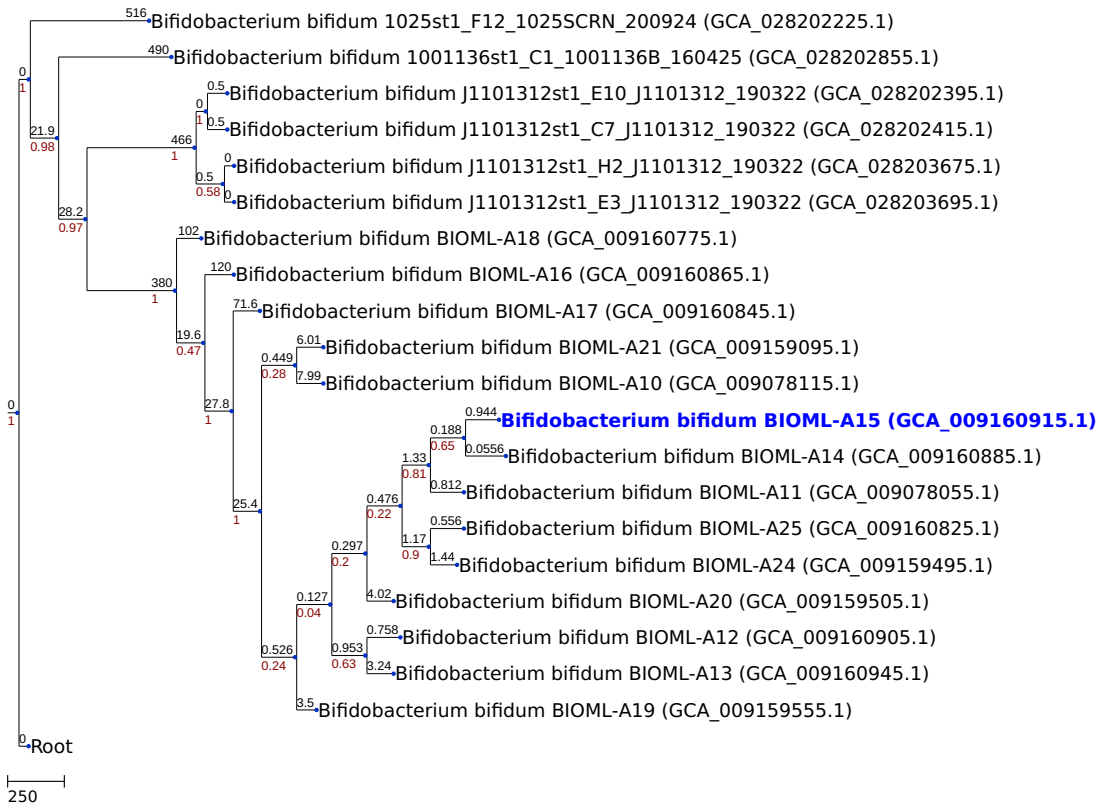 516 Bifidobacterium bifidum 1025st1_F12_1025SCRN_200924 (GCA_028202225.1)
490 Bifidobacterium bifidum 1001136st1_C1_1001136B_160425 (GCA_028202855.1)
0
1
0.5 Bifidobacterium bifidum J1101312st1_E10_J1101312_190322 (GCA_028202395.1)
0
1
0.5 Bifidobacterium bifidum J1101312st1_C7_J1101312_190322 (GCA_028202415.1)
21.9
0.98
466
1
0 Bifidobacterium bifidum J1101312st1_H2_J1101312_190322 (GCA_028203675.1)
0.5
0.58
0 Bifidobacterium bifidum J1101312st1_E3_J1101312_190322 (GCA_028203695.1)
28.2
0.97
102 Bifidobacterium bifidum BIOML-A18 (GCA_009160775.1)
120 Bifidobacterium bifidum BIOML-A16 (GCA_009160865.1)
380
1
71.6 Bifidobacterium bifidum BIOML-A17 (GCA_009160845.1)
19.6
0.47
6.01 Bifidobacterium bifidum BIOML-A21 (GCA_009159095.1)
0.449
0.28
7.99 Bifidobacterium bifidum BIOML-A10 (GCA_009078115.1)
0
1
27.8
1
0.944 Bifidobacterium bifidum BIOML-A15 (GCA_009160915.1)
0.188
0.65
0.0556 Bifidobacterium bifidum BIOML-A14 (GCA_009160885.1)
1.33
0.81
0.812 Bifidobacterium bifidum BIOML-A11 (GCA_009078055.1)
25.4
1
0.476
0.22
0.556 Bifidobacterium bifidum BIOML-A25 (GCA_009160825.1)
1.17
0.9
1.44 Bifidobacterium bifidum BIOML-A24 (GCA_009159495.1)
0.297
0.2
4.02 Bifidobacterium bifidum BIOML-A20 (GCA_009159505.1)
0.127
0.04
0.758 Bifidobacterium bifidum BIOML-A12 (GCA_009160905.1)
0.953
0.63
3.24 Bifidobacterium bifidum BIOML-A13 (GCA_009160945.1)
0.526
0.24
3.5 Bifidobacterium bifidum BIOML-A19 (GCA_009159555.1)
0 Root
250